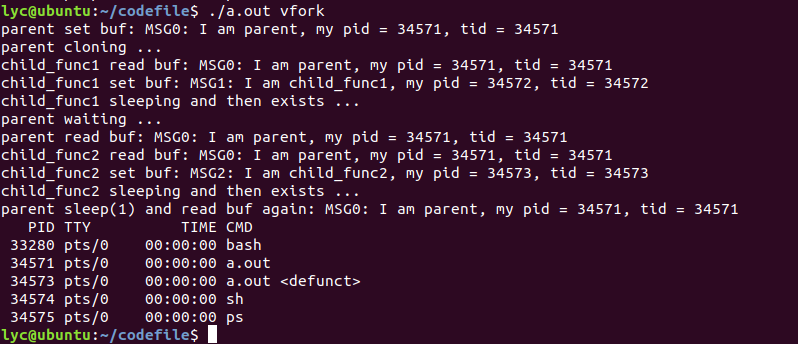 lyc@ubuntu:~/codefile$ ./a.out vfork
parent set buf: MSG0: I am parent, my pid = 34571, tid = 34571
parent cloning ...
child_func1 read buf: MSG0: I am parent, my pid = 34571, tid = 34571
child_func1 set buf: MSG1: I am child_func1, my pid = 34572, tid = 34572
child_func1 sleeping and then exists ...
parent waiting ...
parent read buf: MSG0: I am parent, my pid = 34571, tid = 34571
child_func2 read buf: MSG0: I am parent, my pid = 34571, tid = 34571
child_func2 set buf: MSG2: I am child_func2, my pid = 34573, tid = 34573
child_func2 sleeping and then exists ...
parent sleep(1) and read buf again: MSG0: I am parent, my pid = 34571, tid = 34571
   PID TTY          TIME CMD
 33280 pts/0    00:00:00 bash
 34571 pts/0    00:00:00 a.out
 34573 pts/0    00:00:00 a.out <defunct>
 34574 pts/0    00:00:00 sh
 34575 pts/0    00:00:00 ps
lyc@ubuntu:~/codefile$